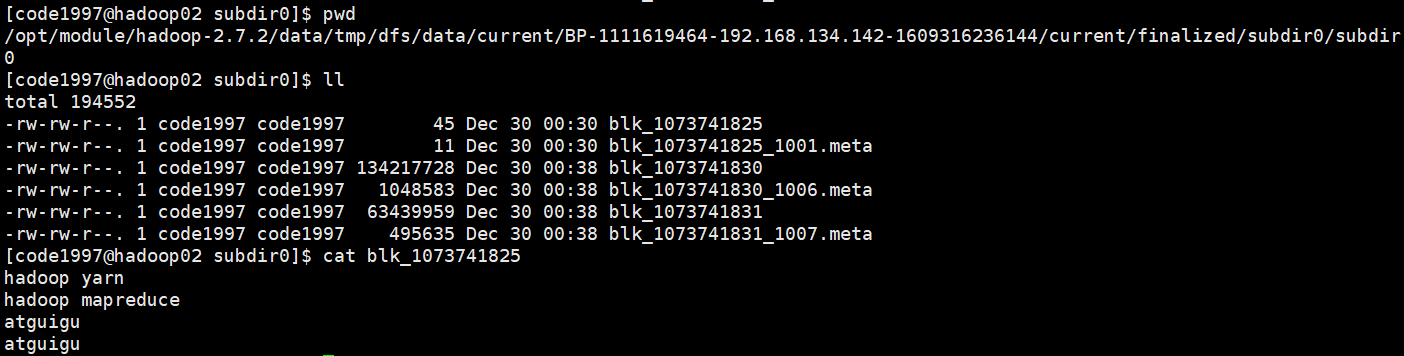 [code1997@hadoop02 subdir0]$ pwd
/opt/module/hadoop-2.7.2/data/tmp/dfs/data/current/BP-1111619464-192.168.134.142-1609316236144/current/finalized/subdir0/subdir
0
[code1997@hadoop02 subdir0]$ ll
total 194552
-rw-rw-r--. 1 code1997 code1997        45 Dec 30 00:30 blk_1073741825
-rw-rw-r--. 1 code1997 code1997        11 Dec 30 00:30 blk_1073741825_1001.meta
-rw-rw-r--. 1 code1997 code1997 134217728 Dec 30 00:38 blk_1073741830
-rw-rw-r--. 1 code1997 code1997   1048583 Dec 30 00:38 blk_1073741830_1006.meta
-rw-rw-r--. 1 code1997 code1997  63439959 Dec 30 00:38 blk_1073741831
-rw-rw-r--. 1 code1997 code1997    495635 Dec 30 00:38 blk_1073741831_1007.meta
[code1997@hadoop02 subdir0]$ cat blk_1073741825
hadoop yarn
hadoop mapreduce
atguigu
atguigu